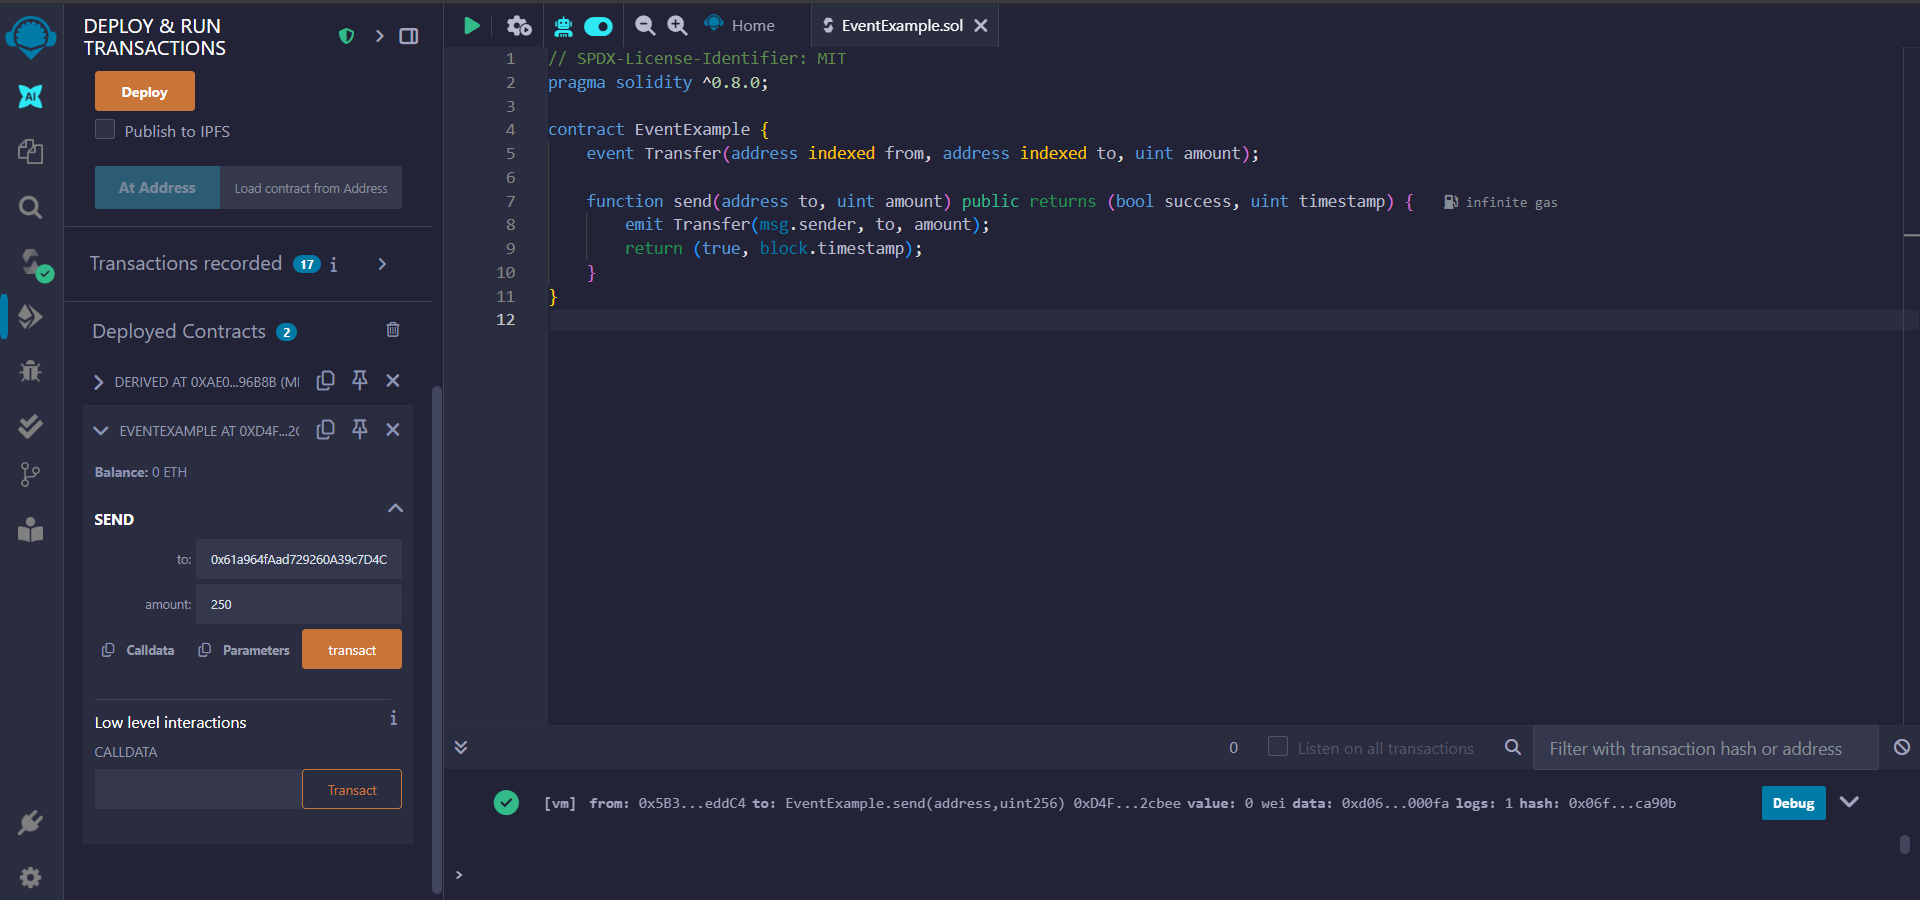 DEPLOY & RUN
TRANSACTIONS
Deploy
Publish to IPFS
At Address
Load contract from Address
Transactions recorded 17 i
Deployed Contracts 2
DERIVED AT 0XAE0...96B8B (MI
EVENTEXAMPLE AT 0XD4F...2C
Balance: 0 ETH
SEND
to: 0x61a964fAad729260A39c7D4C
amount: 250
Calldata Parameters transact
Low level interactions i
CALLDATA
Transact
AI
Home
EventExample.sol
1 // SPDX-License-Identifier: MIT
2 pragma solidity ^0.8.0;
3
4 contract EventExample {
5 event Transfer(address indexed from, address indexed to, uint amount);
6
7 function send(address to, uint amount) public returns (bool success, uint timestamp) { infinite gas
8 emit Transfer(msg.sender, to, amount);
9 return (true, block.timestamp);
10 }
11 }
12
0 Listen on all transactions Filter with transaction hash or address
[vm] from: 0x5B3...eddC4 to: EventExample.send(address,uint256) 0xD4F...2cbee value: 0 wei data: 0xd06...000fa logs: 1 hash: 0x06f...ca90b Debug
>